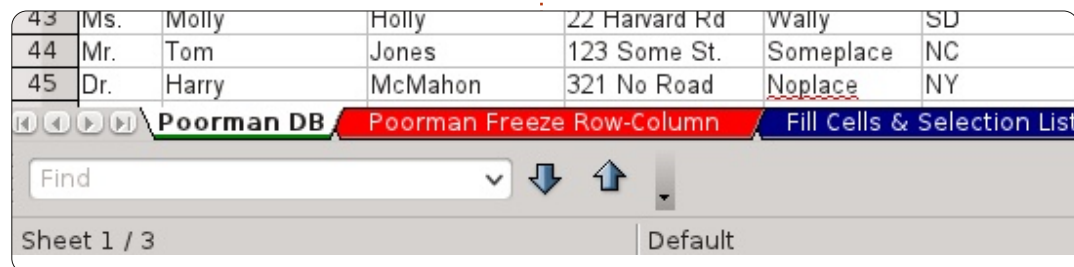 43 Ms. Molly Holly 22 Harvard Rd Wally SD
44 Mr. Tom Jones 123 Some St. Someplace NC
45 Dr. Harry McMahon 321 No Road Noplace NY
Poorman DB Poorman Freeze Row-Column Fill Cells & Selection List
Find
Sheet 1 / 3 Default